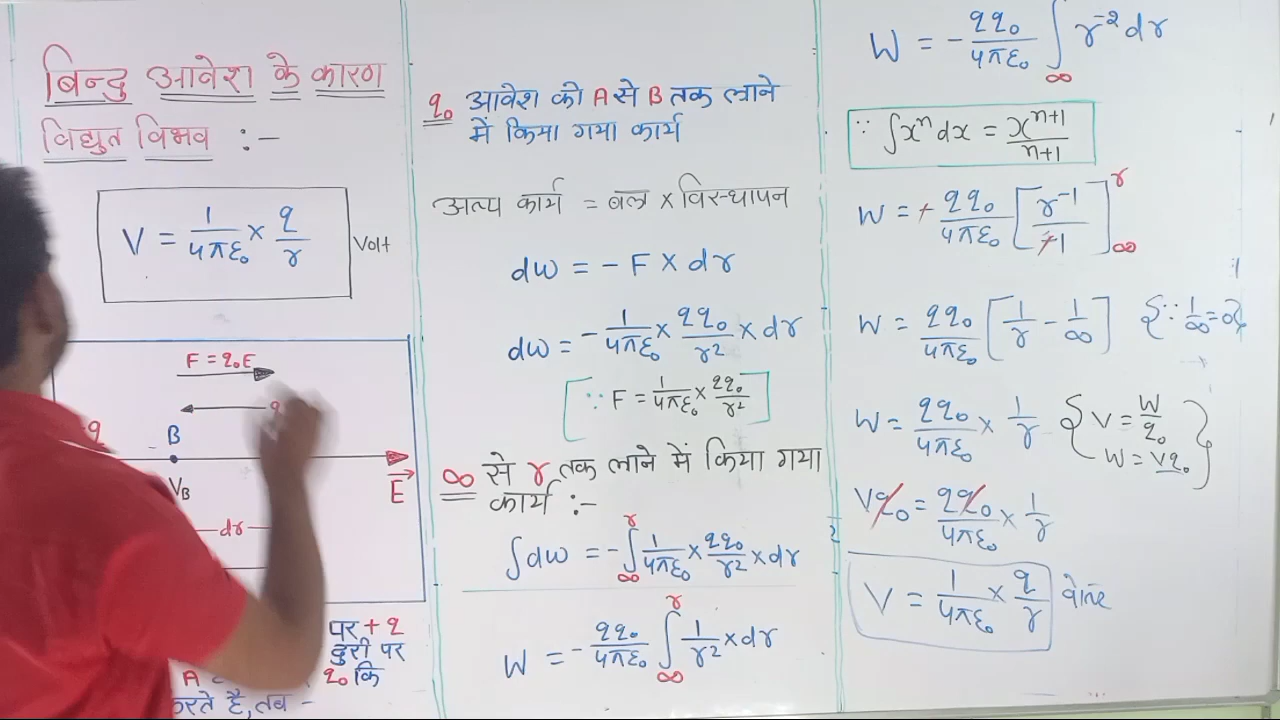 बिन्दु आवेश के कारण
विद्युत विभव :-
V = 1/4πε₀ × q/r Volt
F = q₀E
q
B
V_B
E→
dr
पर +q
दुरी पर
A
q₀ कि
करते है, तब -
q₀ आवेश को A से B तक लाने
में किया गया कार्य
अल्प कार्य = बल × विस्थापन
dw = - F × dr
dw = - 1/4πε₀ × qq₀/r² × dr
∵ F = 1/4πε₀ × qq₀/r²
∞ से r तक लाने में किया गया
कार्य :-
∫dw = - ∫_∞^r 1/4πε₀ × qq₀/r² × dr
W = - qq₀/4πε₀ ∫_∞^r 1/r² × dr
W = - qq₀/4πε₀ ∫_∞ r⁻² dr
∵ ∫xⁿ dx = xⁿ⁺¹/n+1
W = + qq₀/4πε₀ [r⁻¹/-1]_∞^r
W = qq₀/4πε₀ [1/r - 1/∞] {∵ 1/∞ = 0}
W = qq₀/4πε₀ × 1/r { V = W/q₀
W = Vq₀ }
Vq₀ = qq₀/4πε₀ × 1/r
V = 1/4πε₀ × q/r वोल्ट